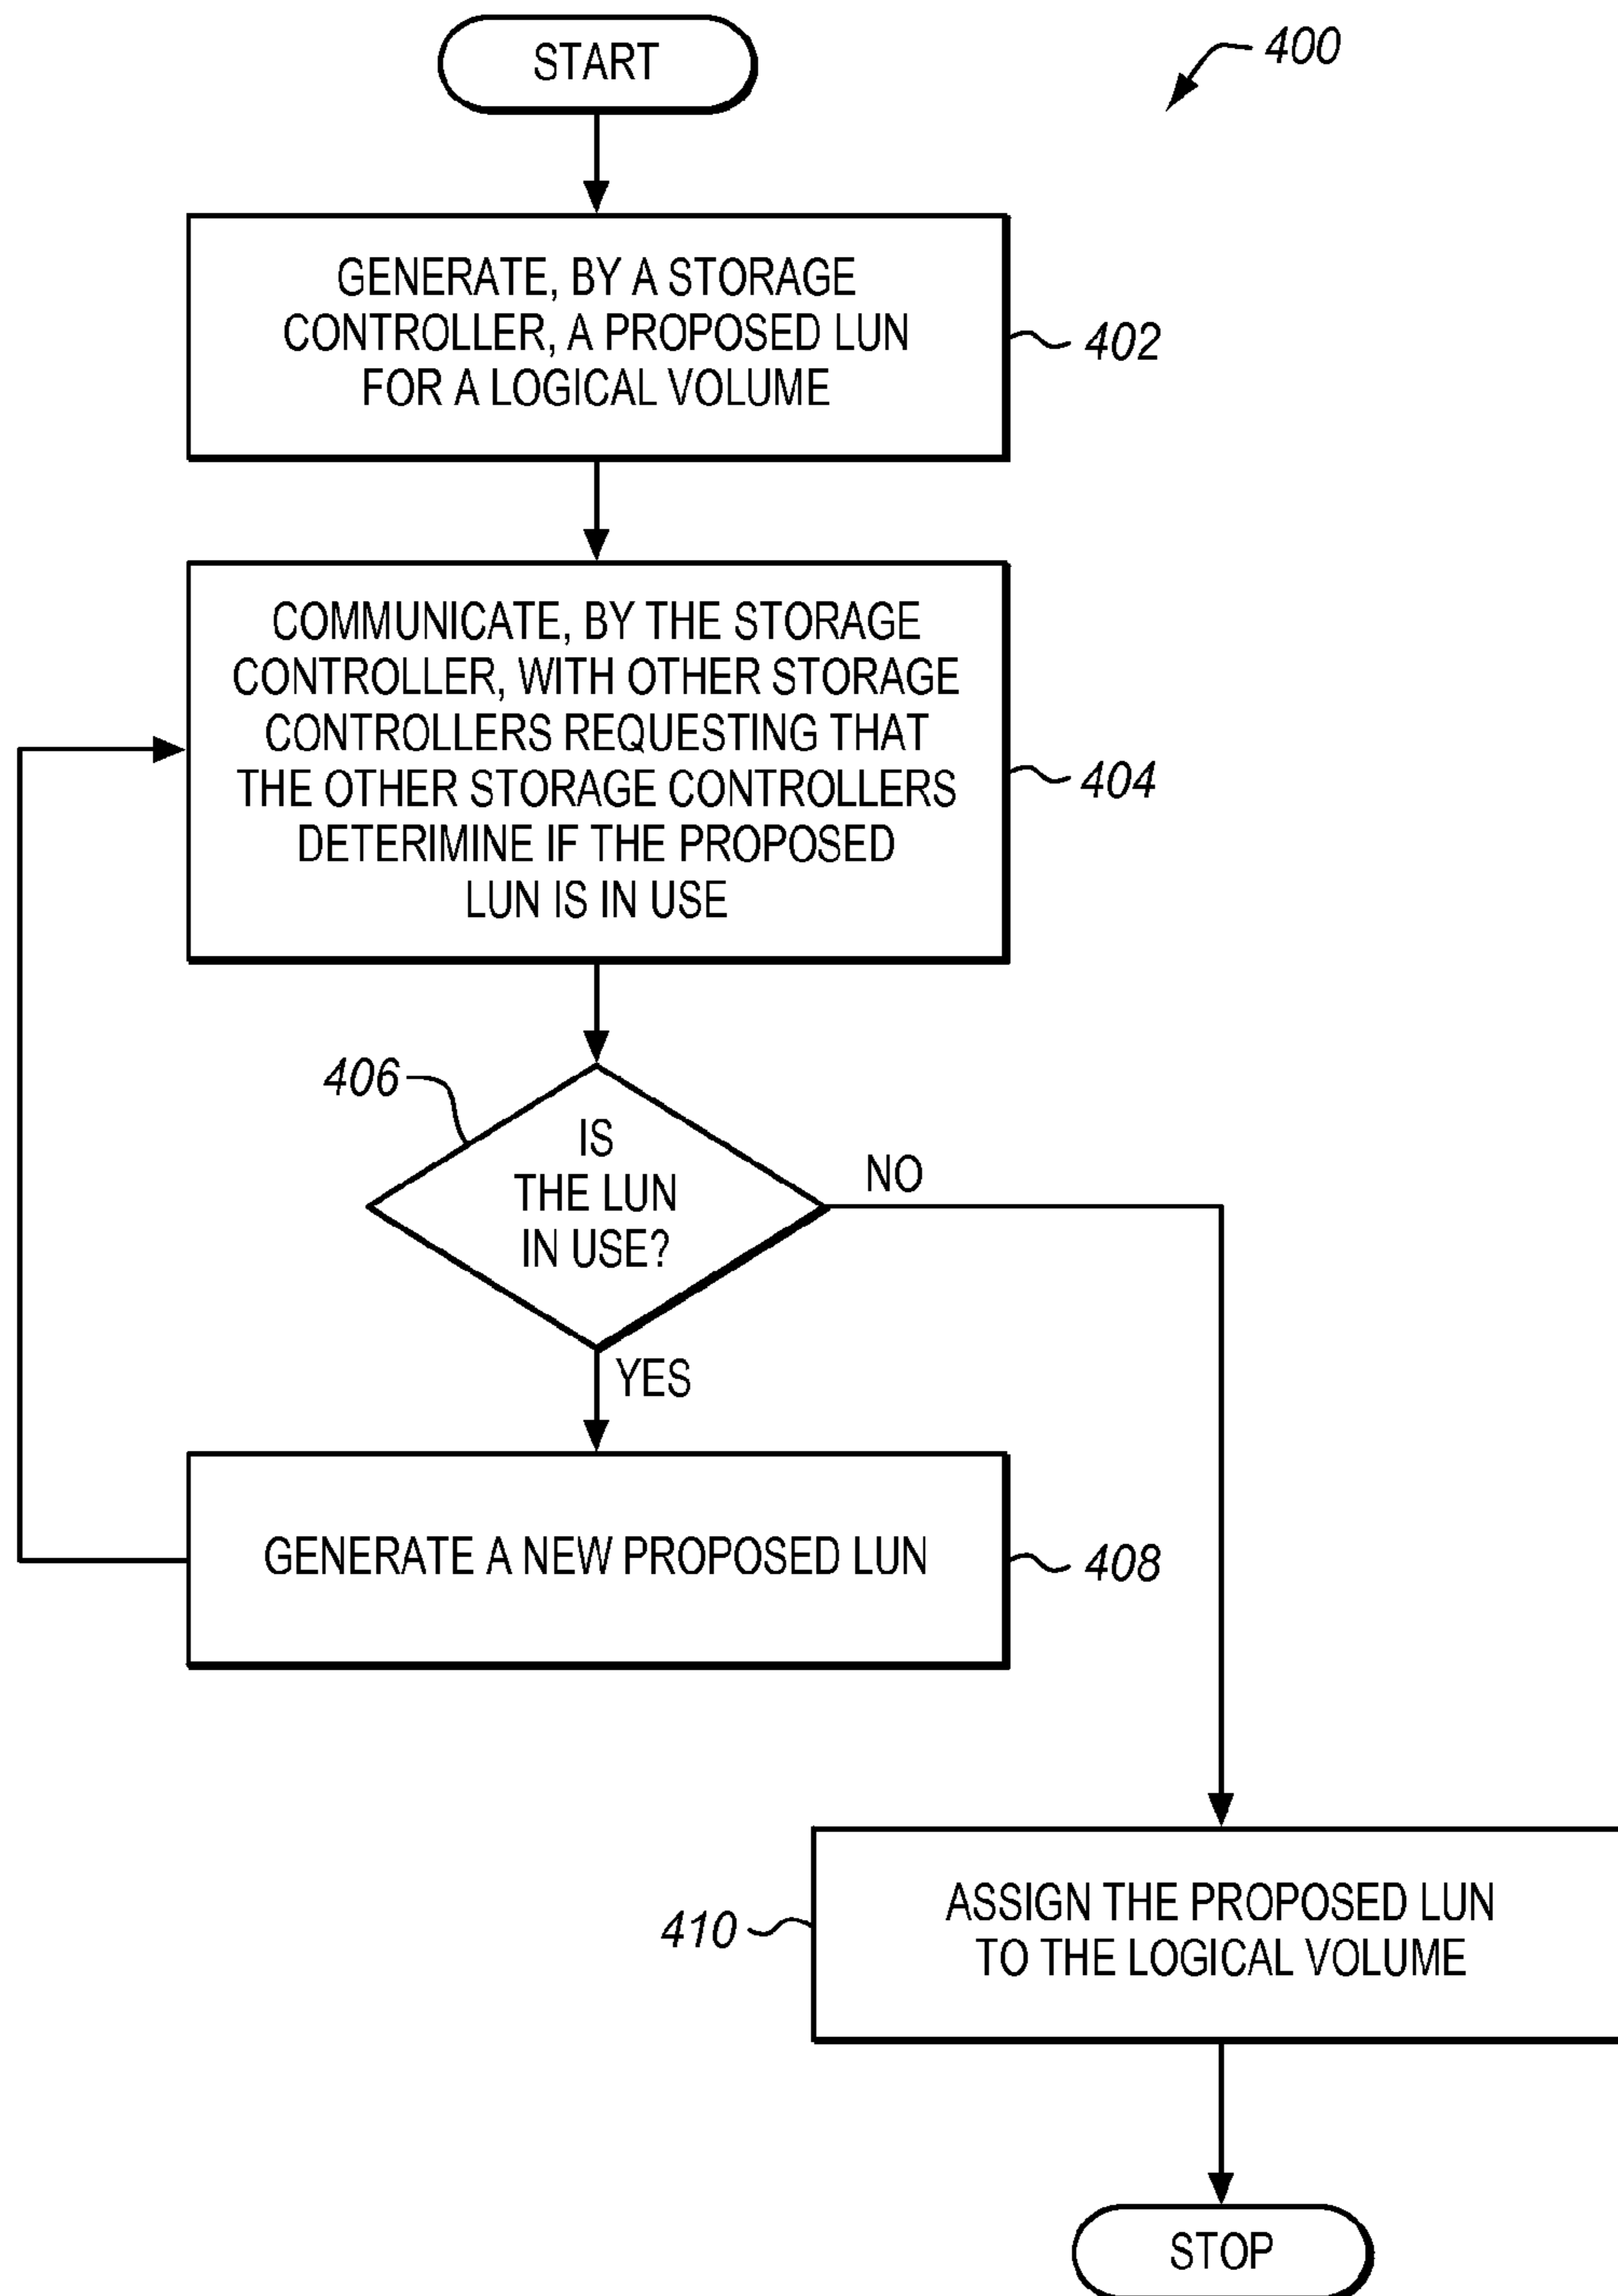 START
400
GENERATE, BY A STORAGE
CONTROLLER, A PROPOSED LUN
FOR A LOGICAL VOLUME
402
COMMUNICATE, BY THE STORAGE
CONTROLLER, WITH OTHER STORAGE
CONTROLLERS REQUESTING THAT
THE OTHER STORAGE CONTROLLERS
DETERIMINE IF THE PROPOSED
LUN IS IN USE
404
406
IS
THE LUN
IN USE?
NO
YES
GENERATE A NEW PROPOSED LUN
408
410
ASSIGN THE PROPOSED LUN
TO THE LOGICAL VOLUME
STOP